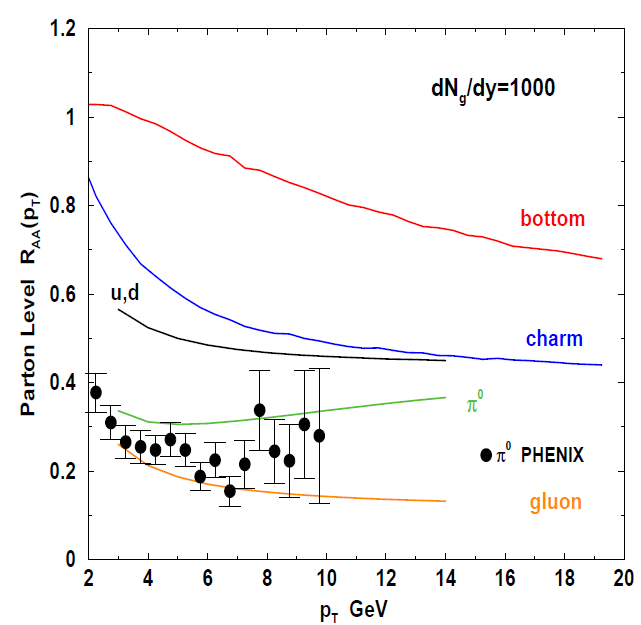 1.2
dN_g/dy=1000
1
bottom
0.8
Parton Level R_AA(p_T)
u,d
0.6
charm
0.4
π^0
π^0 PHENIX
0.2
gluon
0
2 4 6 8 10 12 14 16 18 20
p_T GeV